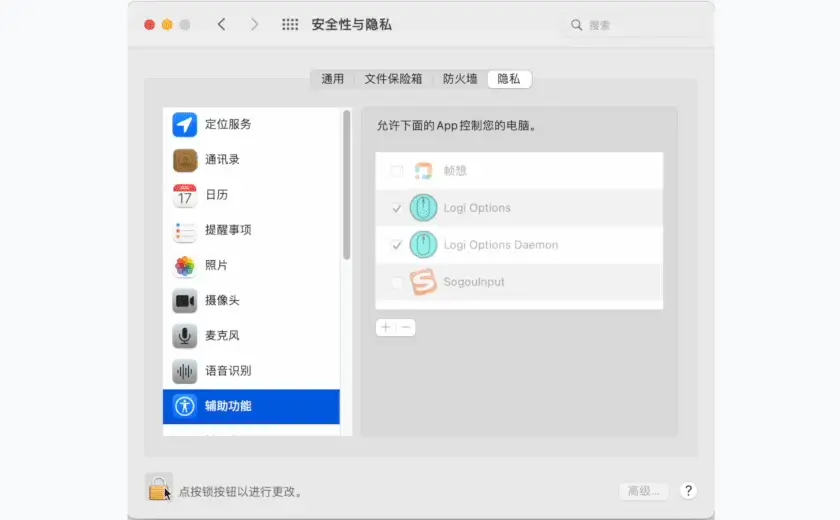 安全性与隐私
搜索
通用 文件保险箱 防火墙 隐私
定位服务
通讯录
17
日历
提醒事项
照片
摄像头
麦克风
语音识别
辅助功能
允许下面的App控制您的电脑。
帧想
Logi Options
Logi Options Daemon
SogouInput
点按锁按钮以进行更改。
高级...
?